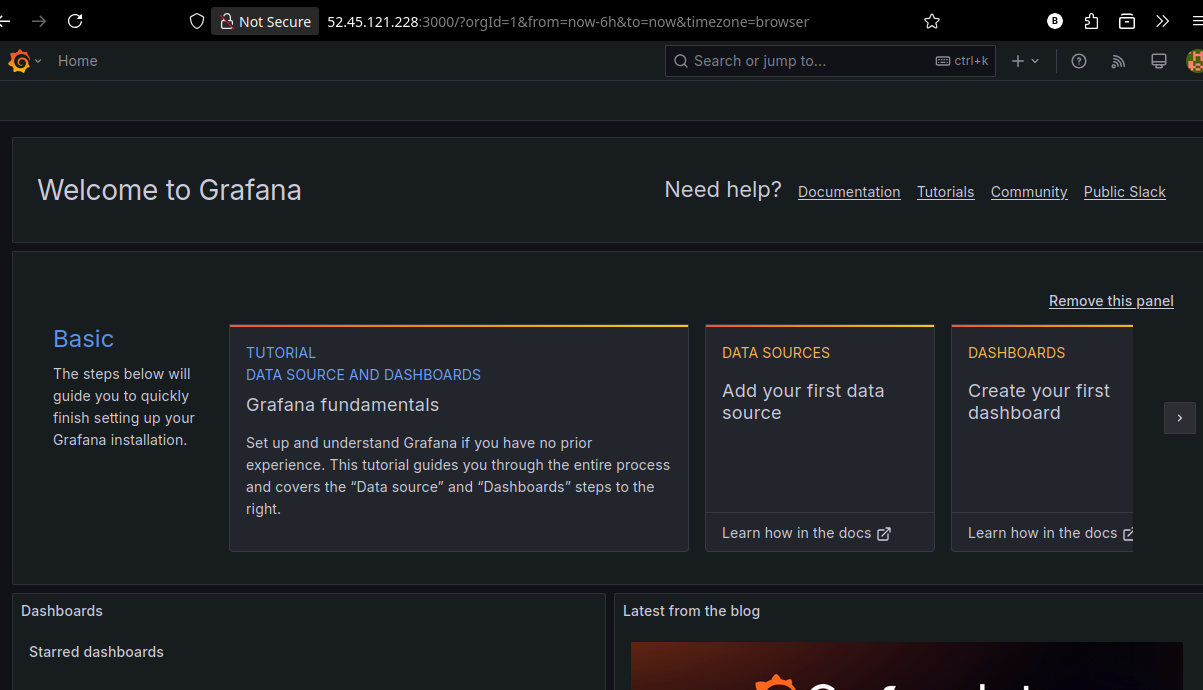 Not Secure
52.45.121.228:3000/?orgId=1&from=now-6h&to=now&timezone=browser
B
Home
Search or jump to...
ctrl+k
Welcome to Grafana
Need help?
Documentation
Tutorials
Community
Public Slack
Remove this panel
Basic
The steps below will
guide you to quickly
finish setting up your
Grafana installation.
TUTORIAL
DATA SOURCE AND DASHBOARDS
Grafana fundamentals
Set up and understand Grafana if you have no prior
experience. This tutorial guides you through the entire process
and covers the “Data source” and “Dashboards” steps to the
right.
DATA SOURCES
Add your first data
source
Learn how in the docs
DASHBOARDS
Create your first
dashboard
Learn how in the docs
Dashboards
Starred dashboards
Latest from the blog